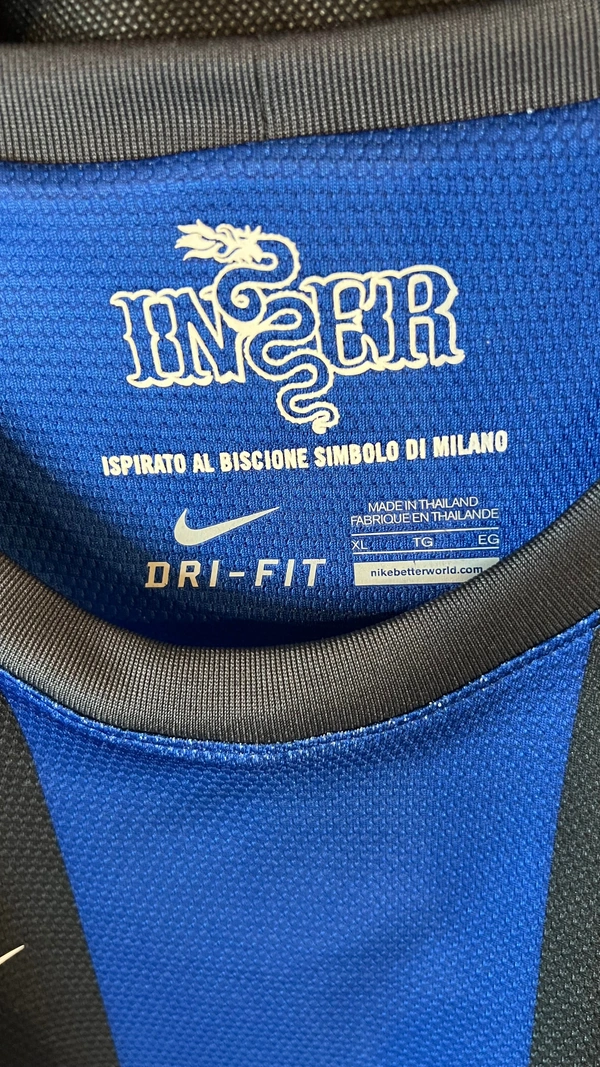 INTER
ISPIRATO AL BISCIONE SIMBOLO DI MILANO
MADE IN THAILAND
FABRIQUE EN THAILANDE
XL TG EG
DRI-FIT
nikebetterworld.com